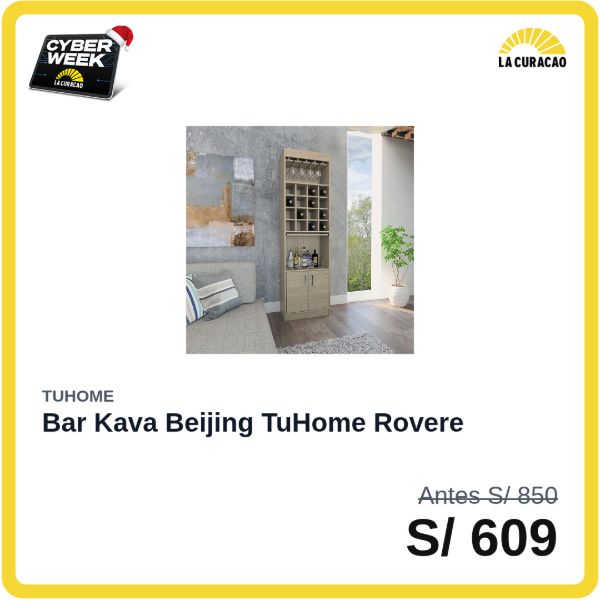 CYBER
WEEK
LA CURACAO
LA CURACAO
TUHOME
Bar Kava Beijing TuHome Rovere
Antes S/ 850
S/ 609